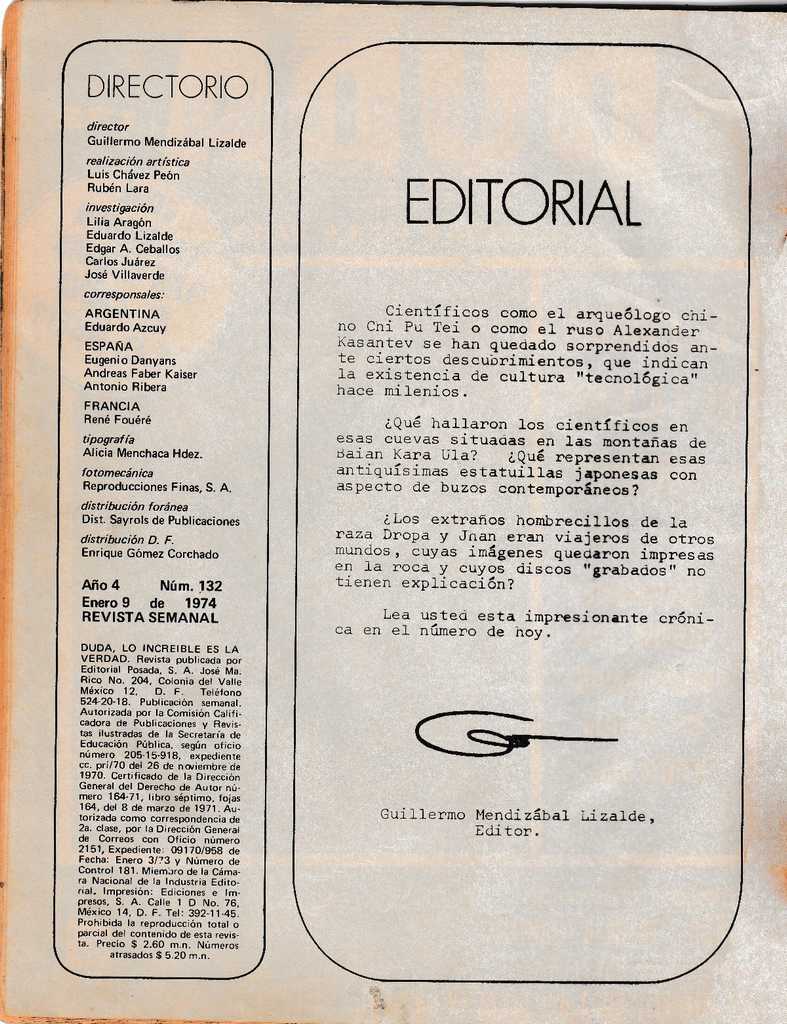 DIRECTORIO
director
Guillermo Mendizábal Lizalde
realización artística
Luis Chávez Peón
Rubén Lara
investigación
Lilia Aragón
Eduardo Lizalde
Edgar A. Ceballos
Carlos Juárez
José Villaverde
corresponsales:
ARGENTINA
Eduardo Azcuy
ESPAÑA
Eugenio Danyans
Andreas Faber Kaiser
Antonio Ribera
FRANCIA
René Fouéré
tipografía
Alicia Menchaca Hdez.
fotomecánica
Reproducciones Finas, S. A.
distribución foránea
Dist. Sayrols de Publicaciones
distribución D. F.
Enrique Gómez Corchado
Año 4 Núm. 132
Enero 9 de 1974
REVISTA SEMANAL
DUDA, LO INCREIBLE ES LA
VERDAD. Revista publicada por
Editorial Posada, S. A. José Ma.
Rico No. 204, Colonia del Valle
México 12, D. F. Teléfono
524-20-18. Publicación semanal.
Autorizada por la Comisión Califi-
cadora de Publicaciones y Revis-
tas ilustradas de la Secretaría de
Educación Pública, según oficio
número 205-15-918, expediente
cc. pri/70 del 26 de noviembre de
1970. Certificado de la Dirección
General del Derecho de Autor nú-
mero 164-71, libro séptimo, fojas
164, del 8 de marzo de 1971. Au-
torizada como correspondencia de
2a. clase, por la Dirección General
de Correos con Oficio número
2151, Expediente: 09170/958 de
Fecha: Enero 3/73 y Número de
Control 181. Miembro de la Cáma-
ra Nacional de la Industria Edito-
rial. Impresión: Ediciones e Im-
presos, S. A. Calle 1 D No. 76,
México 14, D. F. Tel: 392-11-45.
Prohibida la reproducción total o
parcial del contenido de esta revis-
ta. Precio $ 2.60 m.n. Números
atrasados $ 5.20 m.n.
EDITORIAL
Científicos como el arqueólogo chi-
no Chi Pu Tei o como el ruso Alexander
Kasantev se han quedado sorprendidos an-
te ciertos descubrimientos, que indican
la existencia de cultura "tecnológica"
hace milenios.
¿Qué hallaron los científicos en
esas cuevas situadas en las montañas de
Baian Kara Ula? ¿Qué representan esas
antiquísimas estatuillas japonesas con
aspecto de buzos contemporáneos?
¿Los extraños hombrecillos de la
raza Dropa y Jhan eran viajeros de otros
mundos, cuyas imágenes quedaron impresas
en la roca y cuyos discos "grabados" no
tienen explicación?
Lea usted esta impresionante cróni-
ca en el número de hoy.
Guillermo Mendizábal Lizalde,
Editor.